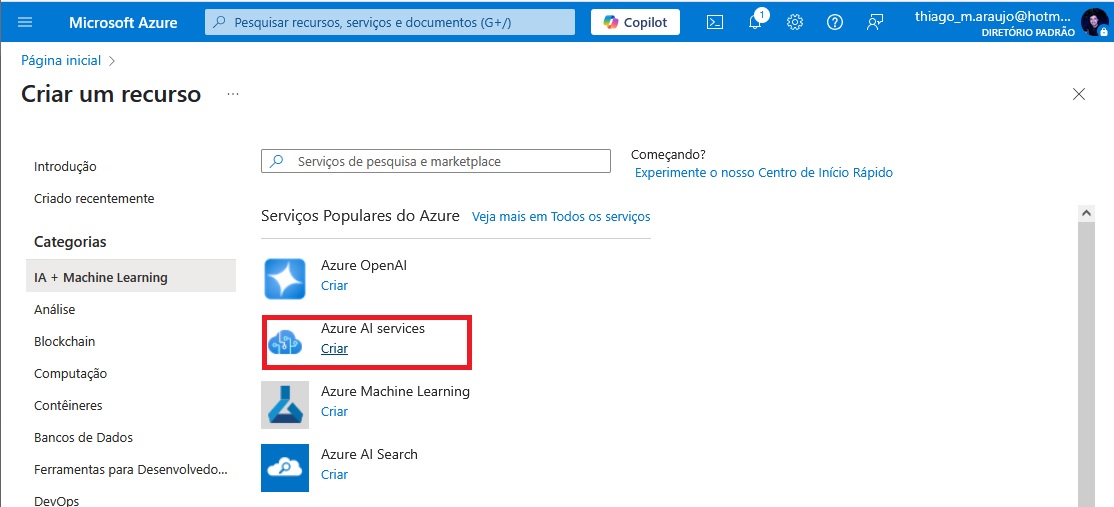 Microsoft Azure
Pesquisar recursos, serviços e documentos (G+/)
Copilot
1
thiago_m.araujo@hotm...
DIRETÓRIO PADRÃO
Página inicial >
Criar um recurso ...
Introdução
Criado recentemente
Categorias
IA + Machine Learning
Análise
Blockchain
Computação
Contêineres
Bancos de Dados
Ferramentas para Desenvolvedo...
DevOps
Serviços de pesquisa e marketplace
Começando?
Experimente o nosso Centro de Início Rápido
Serviços Populares do Azure Veja mais em Todos os serviços
Azure OpenAI
Criar
Azure AI services
Criar
Azure Machine Learning
Criar
Azure AI Search
Criar